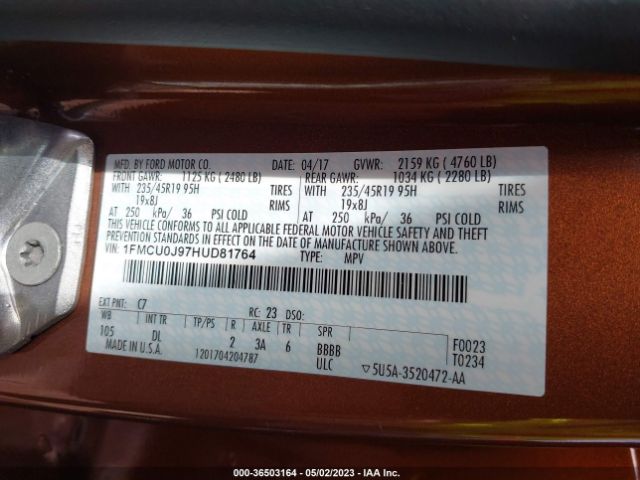 MFD. BY FORD MOTOR CO. DATE: 04/17 GVWR: 2159 KG ( 4760 LB)
FRONT GAWR: 1125 KG ( 2480 LB) REAR GAWR: 1034 KG ( 2280 LB)
WITH 235/45R19 95H TIRES WITH 235/45R19 95H TIRES
19x8J RIMS 19x8J RIMS
AT 250 kPa/ 36 PSI COLD AT 250 kPa/ 36 PSI COLD
THIS VEHICLE CONFORMS TO ALL APPLICABLE FEDERAL MOTOR VEHICLE SAFETY AND BUMPER
STANDARDS IN EFFECT ON THE DATE OF MANUFACTURE SHOWN ABOVE.
VIN: 1FMCU0J97HUD81764 TYPE: MPV
EXT PNT: C7 RC: 23 DSO:
WB INT TR TP/PS R AXLE TR SPR
105 DL 2 3A 6 BBBB F0023
MADE IN U.S.A. 1201704204787 ULC T0234
▽5U5A-3520472-AA
000-36503164 - 05/02/2023 - ©IAA Inc.